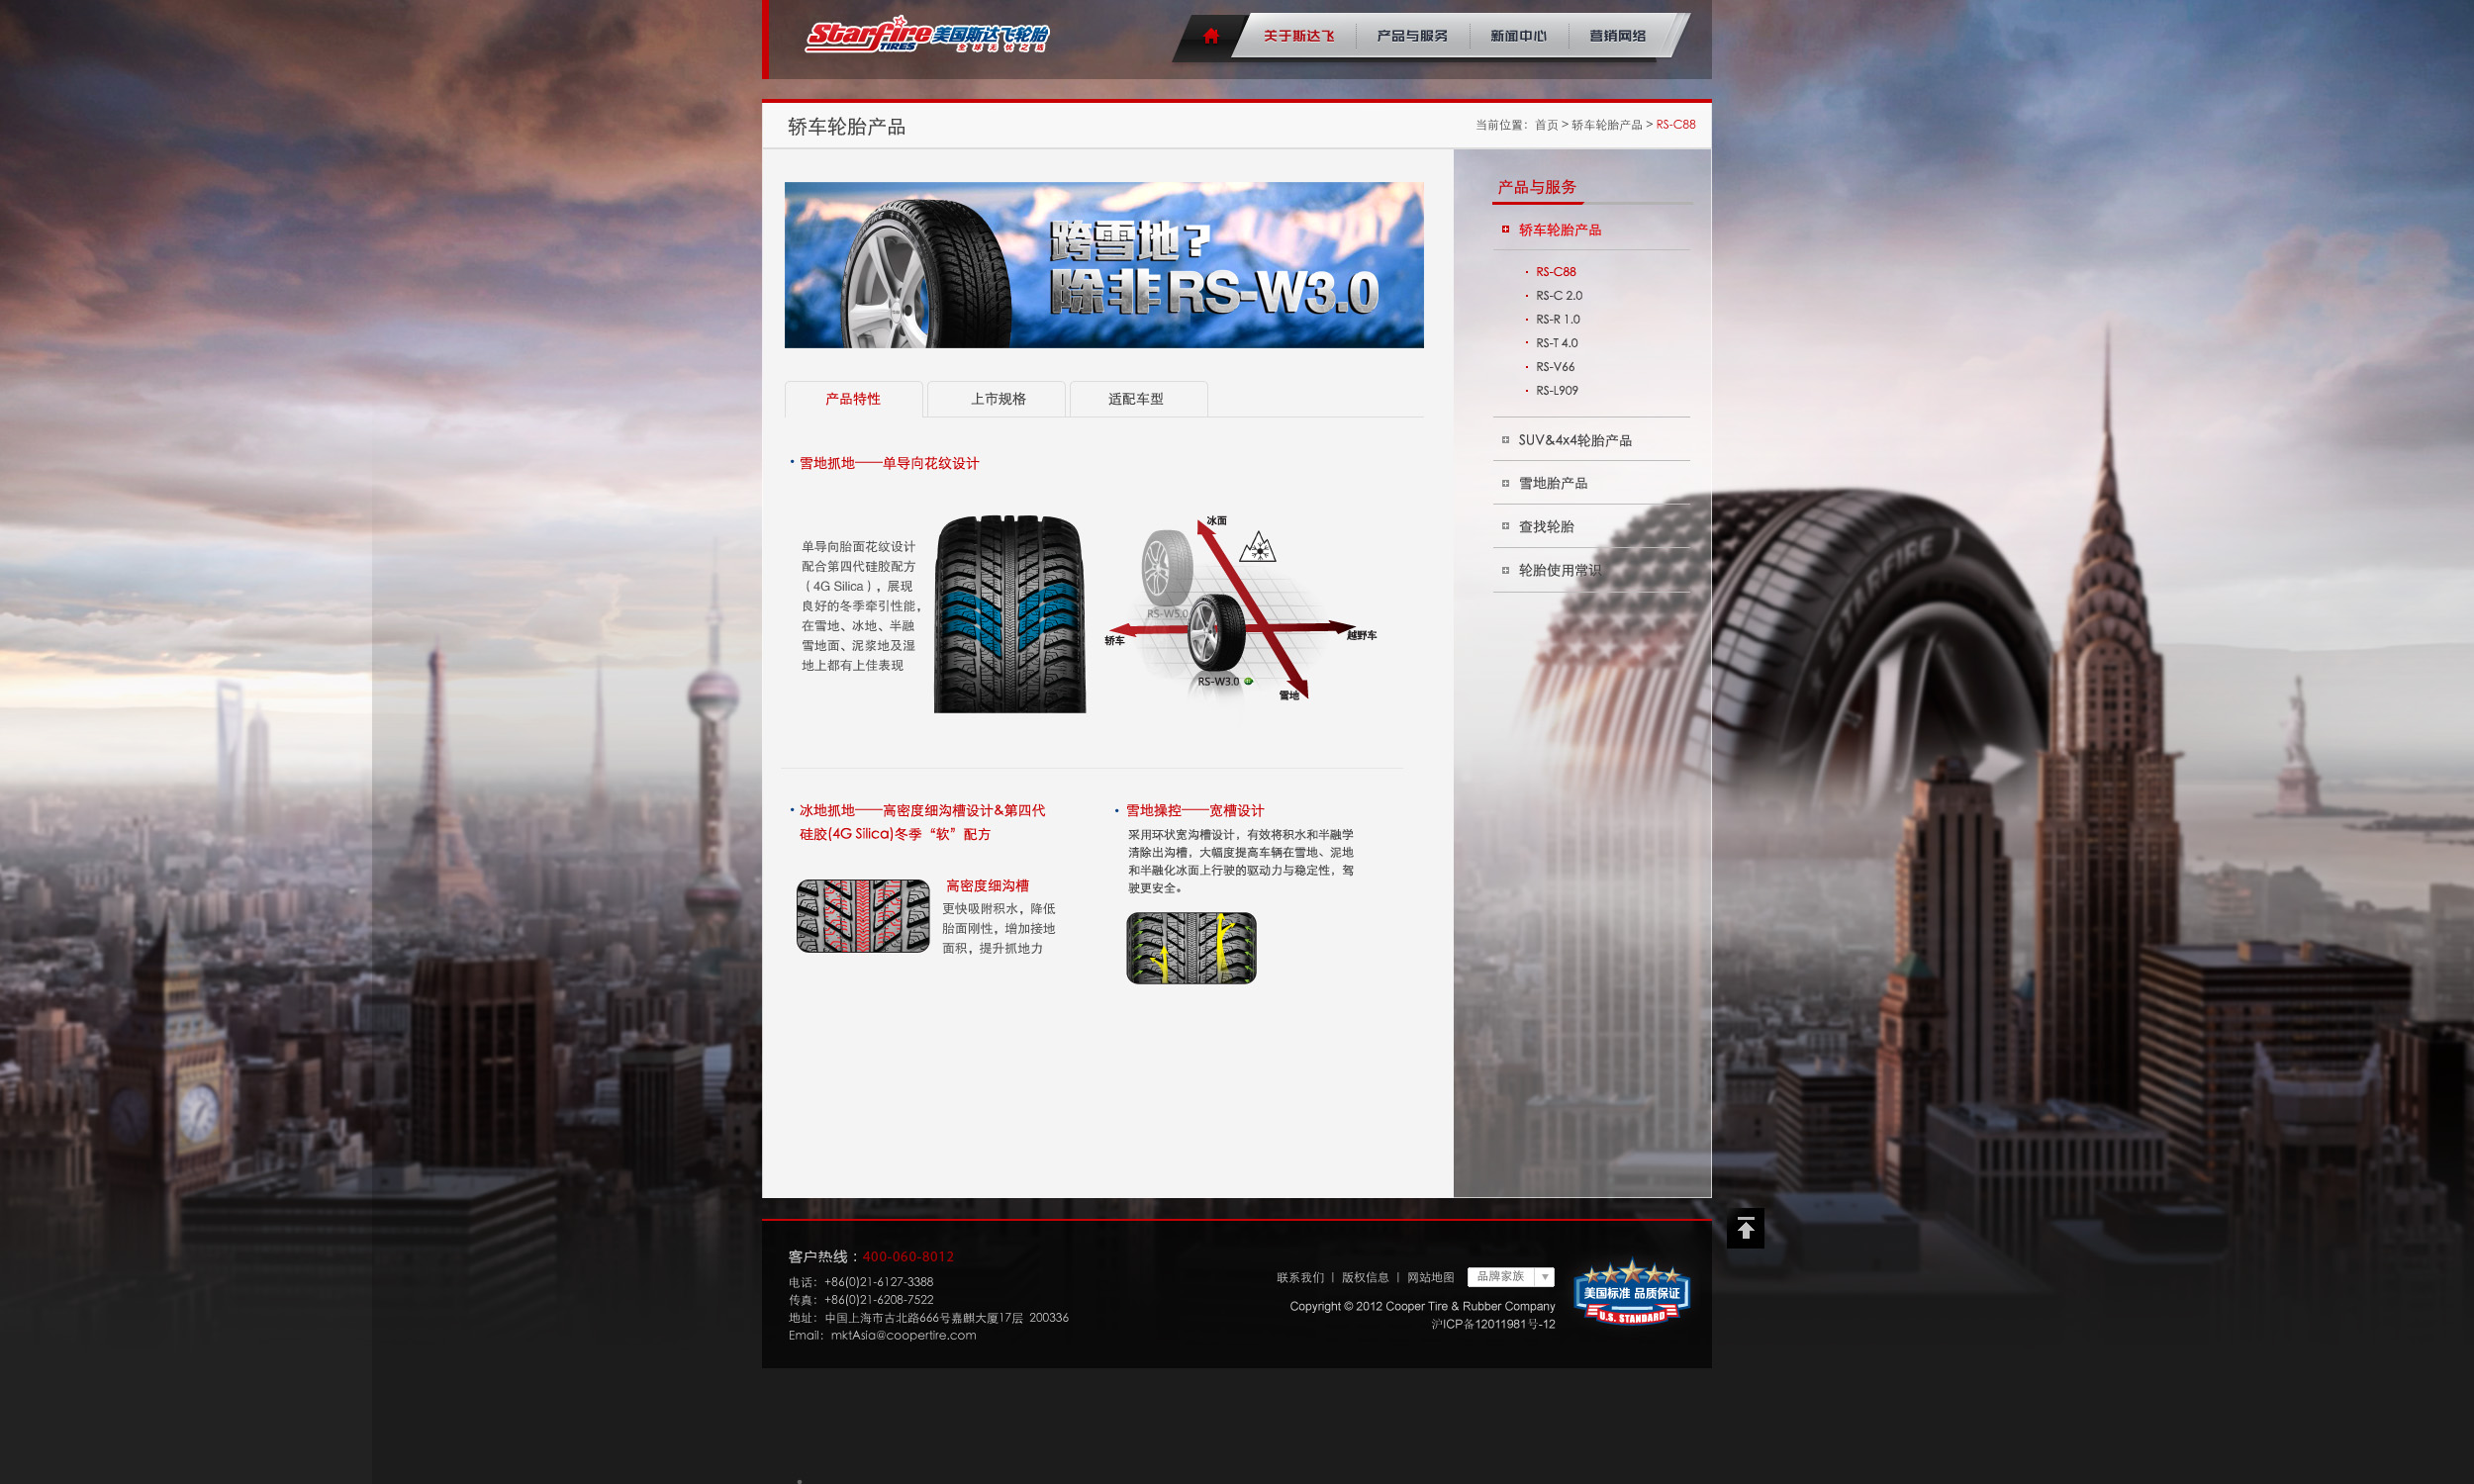 Starfire TIRES 美国斯达飞轮胎
全球无忧之选
关于斯达飞 产品与服务 新闻中心 营销网络
轿车轮胎产品
当前位置：首页 > 轿车轮胎产品 > RS-C88
跨雪地？
除非RS-W3.0
产品特性 上市规格 适配车型
雪地抓地——单导向花纹设计
单导向胎面花纹设计
配合第四代硅胶配方
（4G Silica），展现
良好的冬季牵引性能，
在雪地、冰地、半融
雪地面、泥浆地及湿
地上都有上佳表现
冰面
RS-W5.0
轿车
越野车
RS-W3.0
雪地
冰地抓地——高密度细沟槽设计&第四代
硅胶(4G Silica)冬季“软”配方
高密度细沟槽
更快吸附积水，降低
胎面刚性，增加接地
面积，提升抓地力
雪地操控——宽槽设计
采用环状宽沟槽设计，有效将积水和半融学
清除出沟槽，大幅度提高车辆在雪地、泥地
和半融化冰面上行驶的驱动力与稳定性，驾
驶更安全。
产品与服务
轿车轮胎产品
RS-C88
RS-C 2.0
RS-R 1.0
RS-T 4.0
RS-V66
RS-L909
SUV&4x4轮胎产品
雪地胎产品
查找轮胎
轮胎使用常识
STARFIRE
客户热线：400-060-8012
电话：+86(0)21-6127-3388
传真：+86(0)21-6208-7522
地址：中国上海市古北路666号嘉麒大厦17层 200336
Email：mktAsia@coopertire.com
联系我们 | 版权信息 | 网站地图 品牌家族
Copyright © 2012 Cooper Tire & Rubber Company
沪ICP备12011981号-12
美国标准 品质保证
U.S. STANDARD